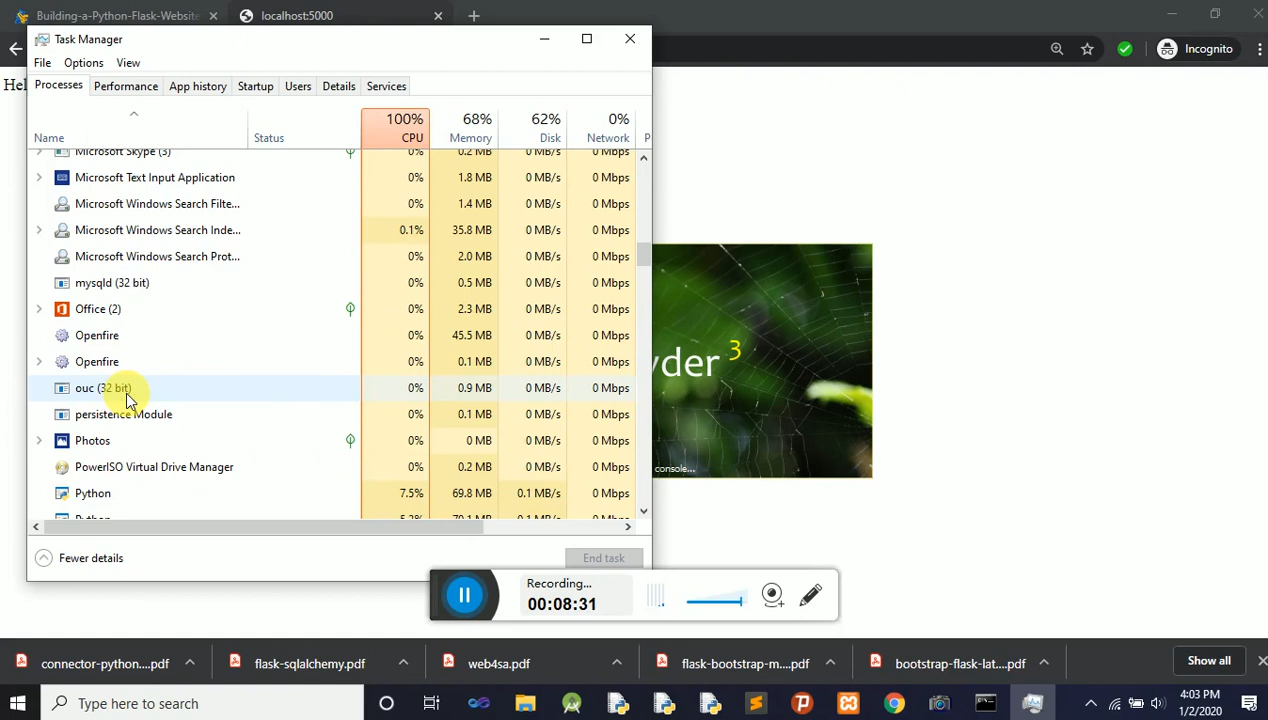 Building-a-Python-Flask-Website
localhost:5000
Incognito
Hel
Task Manager
File Options View
Processes Performance App history Startup Users Details Services
100% 68% 62% 0%
Name Status CPU Memory Disk Network P
Microsoft Skype (3) 0% 0.2 MB 0 MB/s 0 Mbps
Microsoft Text Input Application 0% 1.8 MB 0 MB/s 0 Mbps
Microsoft Windows Search Filte... 0% 1.4 MB 0 MB/s 0 Mbps
Microsoft Windows Search Inde... 0.1% 35.8 MB 0 MB/s 0 Mbps
Microsoft Windows Search Prot... 0% 2.0 MB 0 MB/s 0 Mbps
mysqld (32 bit) 0% 0.5 MB 0 MB/s 0 Mbps
Office (2) 0% 2.3 MB 0 MB/s 0 Mbps
Openfire 0% 45.5 MB 0 MB/s 0 Mbps
Openfire 0% 0.1 MB 0 MB/s 0 Mbps
ouc (32 bit) 0% 0.9 MB 0 MB/s 0 Mbps
persistence Module 0% 0.1 MB 0 MB/s 0 Mbps
Photos 0% 0 MB 0 MB/s 0 Mbps
PowerISO Virtual Drive Manager 0% 0.2 MB 0 MB/s 0 Mbps
Python 7.5% 69.8 MB 0.1 MB/s 0 Mbps
yder 3
console...
Fewer details End task
Recording...
00:08:31
connector-python....pdf flask-sqlalchemy.pdf web4sa.pdf flask-bootstrap-m....pdf bootstrap-flask-lat....pdf Show all
Type here to search
4:03 PM
1/2/2020